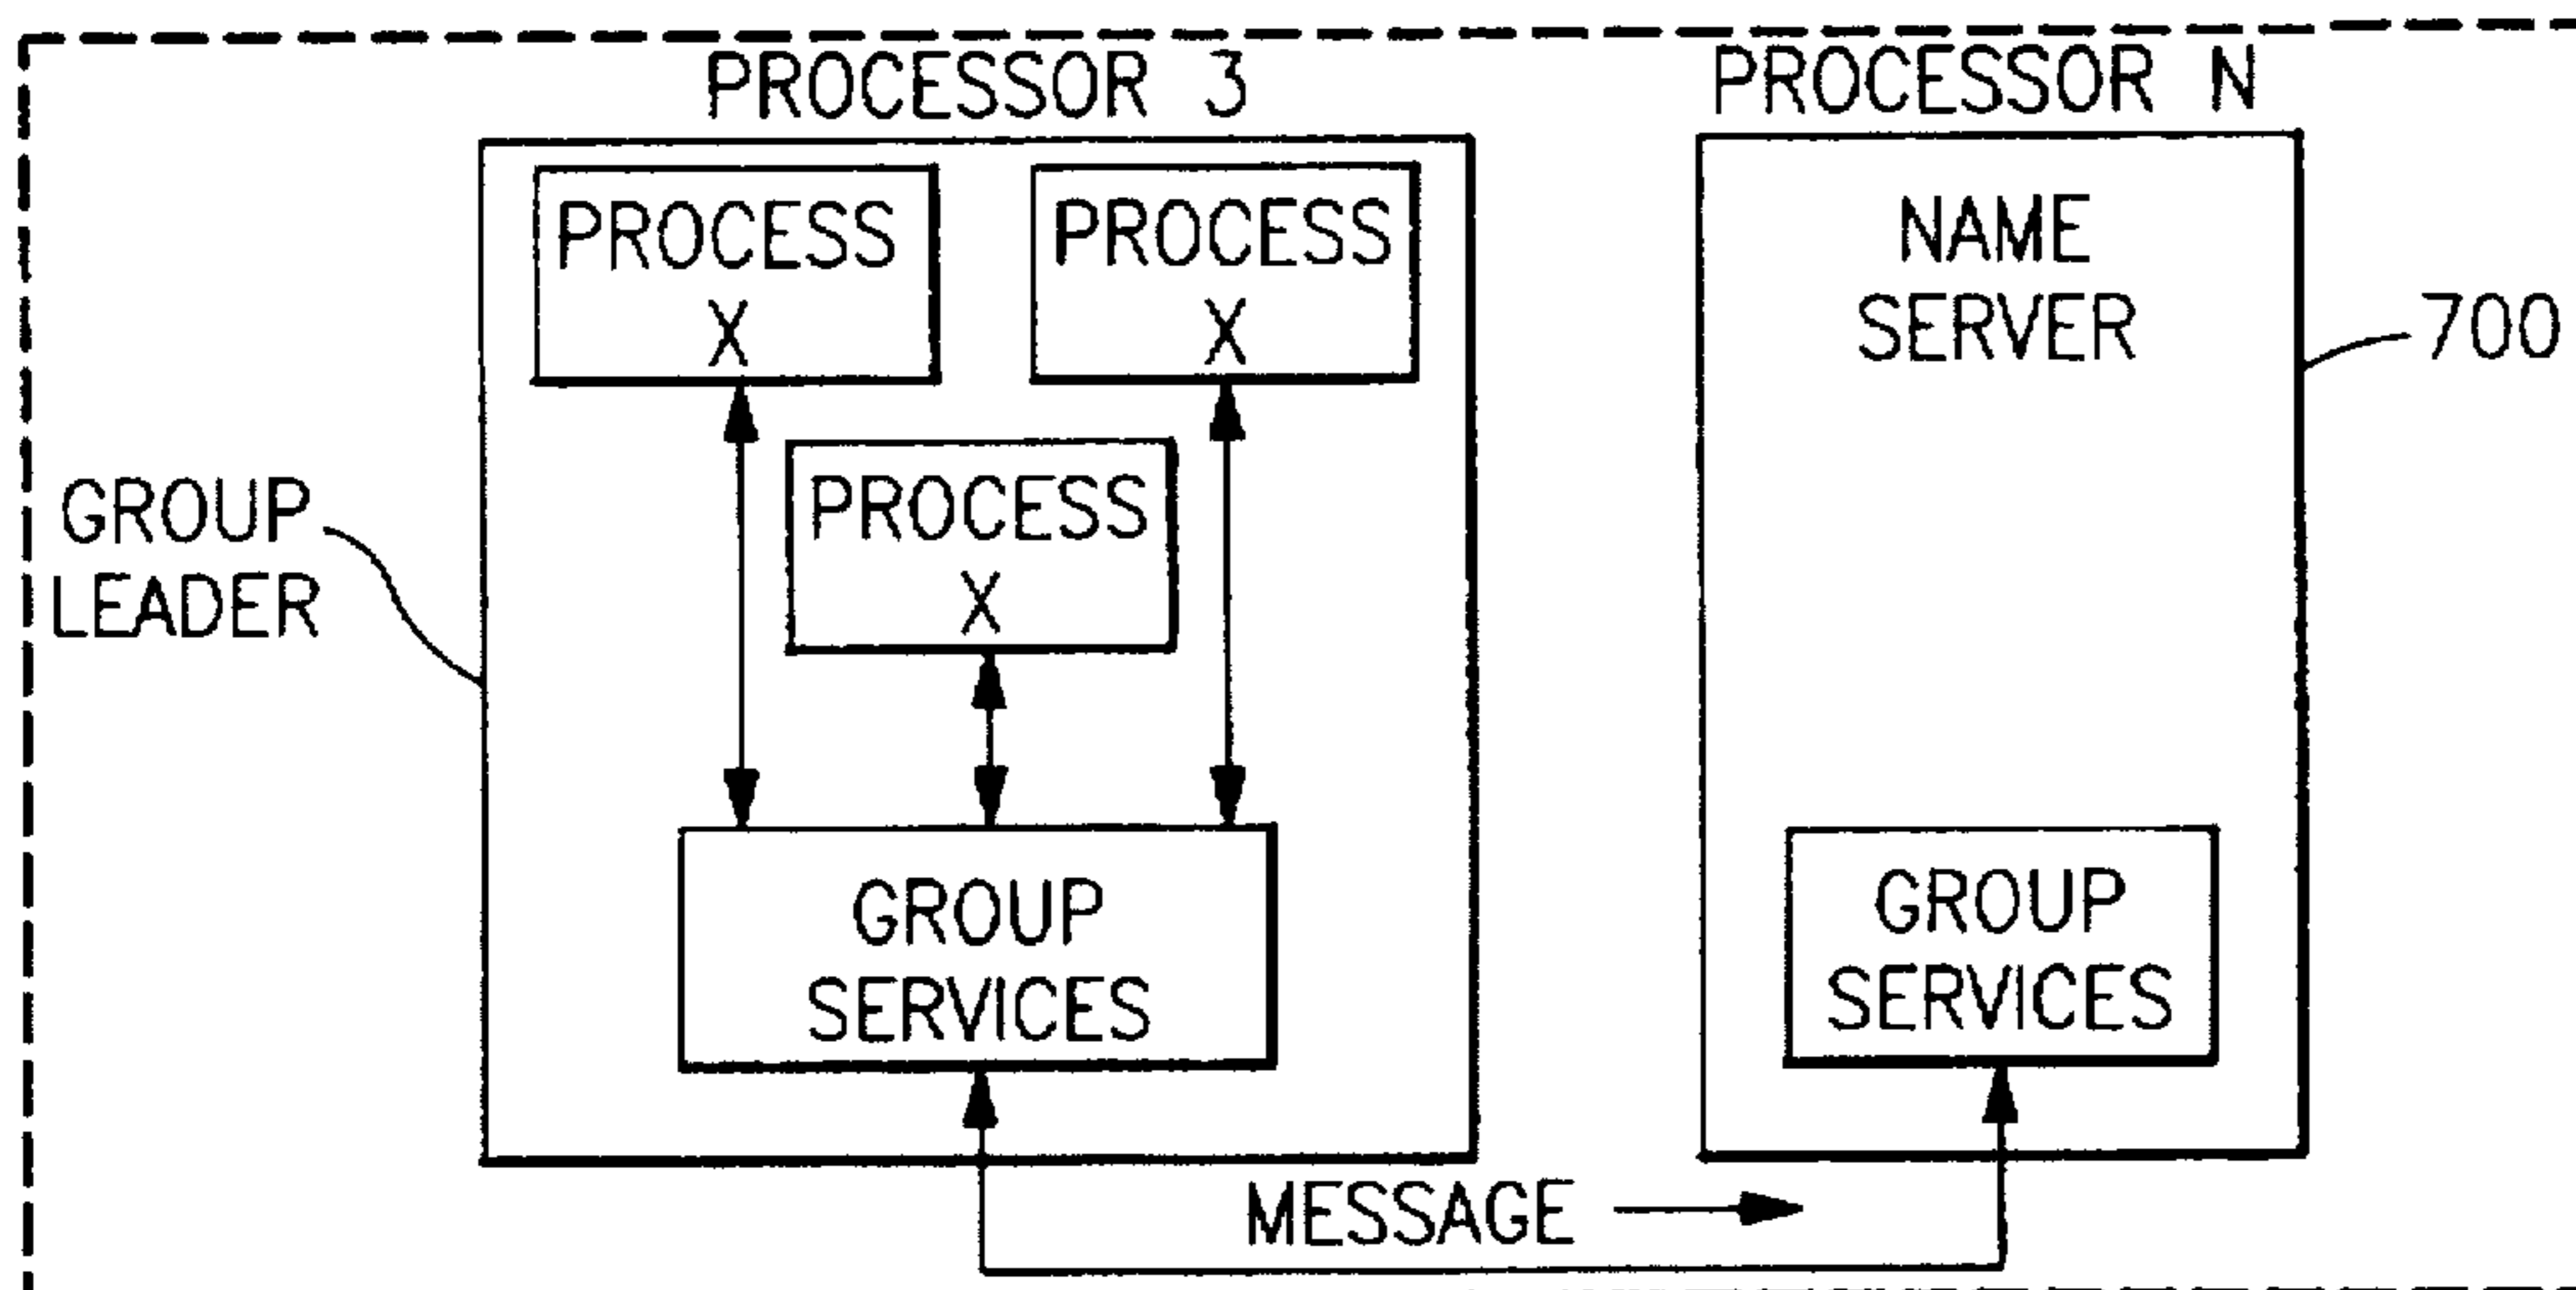 PROCESSOR 3
PROCESSOR N
PROCESS
X
PROCESS
X
NAME
SERVER
700
GROUP
LEADER
PROCESS
X
GROUP
SERVICES
GROUP
SERVICES
MESSAGE